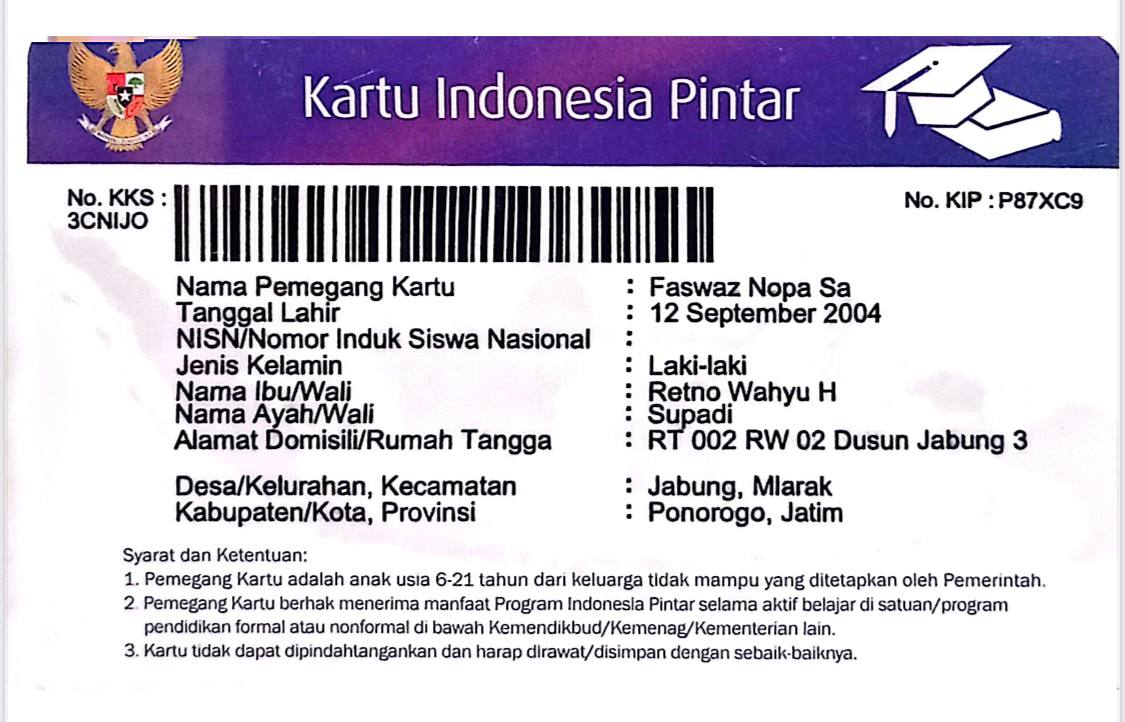 Kartu Indonesia Pintar
No. KKS :
3CNIJO
No. KIP : P87XC9
Nama Pemegang Kartu : Faswaz Nopa Sa
Tanggal Lahir : 12 September 2004
NISN/Nomor Induk Siswa Nasional :
Jenis Kelamin : Laki-laki
Nama Ibu/Wali : Retno Wahyu H
Nama Ayah/Wali : Supadi
Alamat Domisili/Rumah Tangga : RT 002 RW 02 Dusun Jabung 3
Desa/Kelurahan, Kecamatan : Jabung, Mlarak
Kabupaten/Kota, Provinsi : Ponorogo, Jatim
Syarat dan Ketentuan:
1. Pemegang Kartu adalah anak usia 6-21 tahun dari keluarga tidak mampu yang ditetapkan oleh Pemerintah.
2. Pemegang Kartu berhak menerima manfaat Program Indonesia Pintar selama aktif belajar di satuan/program
pendidikan formal atau nonformal di bawah Kemendikbud/Kemenag/Kementerian lain.
3. Kartu tidak dapat dipindahtangankan dan harap dirawat/disimpan dengan sebaik-baiknya.